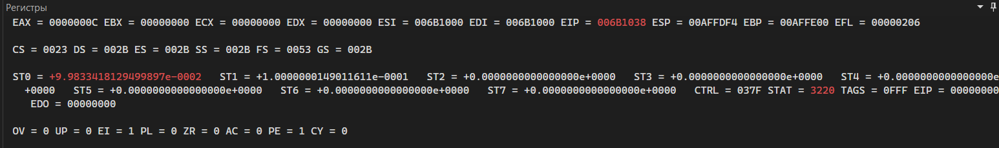 Регистры
EAX = 0000000C EBX = 00000000 ECX = 00000000 EDX = 00000000 ESI = 006B1000 EDI = 006B1000 EIP = 006B1038 ESP = 00AFFDF4 EBP = 00AFFE00 EFL = 00000206
CS = 0023 DS = 002B ES = 002B SS = 002B FS = 0053 GS = 002B
ST0 = +9.9833418129499897e-0002 ST1 = +1.0000000149011611e-0001 ST2 = +0.0000000000000000e+0000 ST3 = +0.0000000000000000e+0000 ST4 = +0.0000000000000000e
+0000 ST5 = +0.0000000000000000e+0000 ST6 = +0.0000000000000000e+0000 ST7 = +0.0000000000000000e+0000 CTRL = 037F STAT = 3220 TAGS = 0FFF EIP = 00000000
EDO = 00000000
OV = 0 UP = 0 EI = 1 PL = 0 ZR = 0 AC = 0 PE = 1 CY = 0